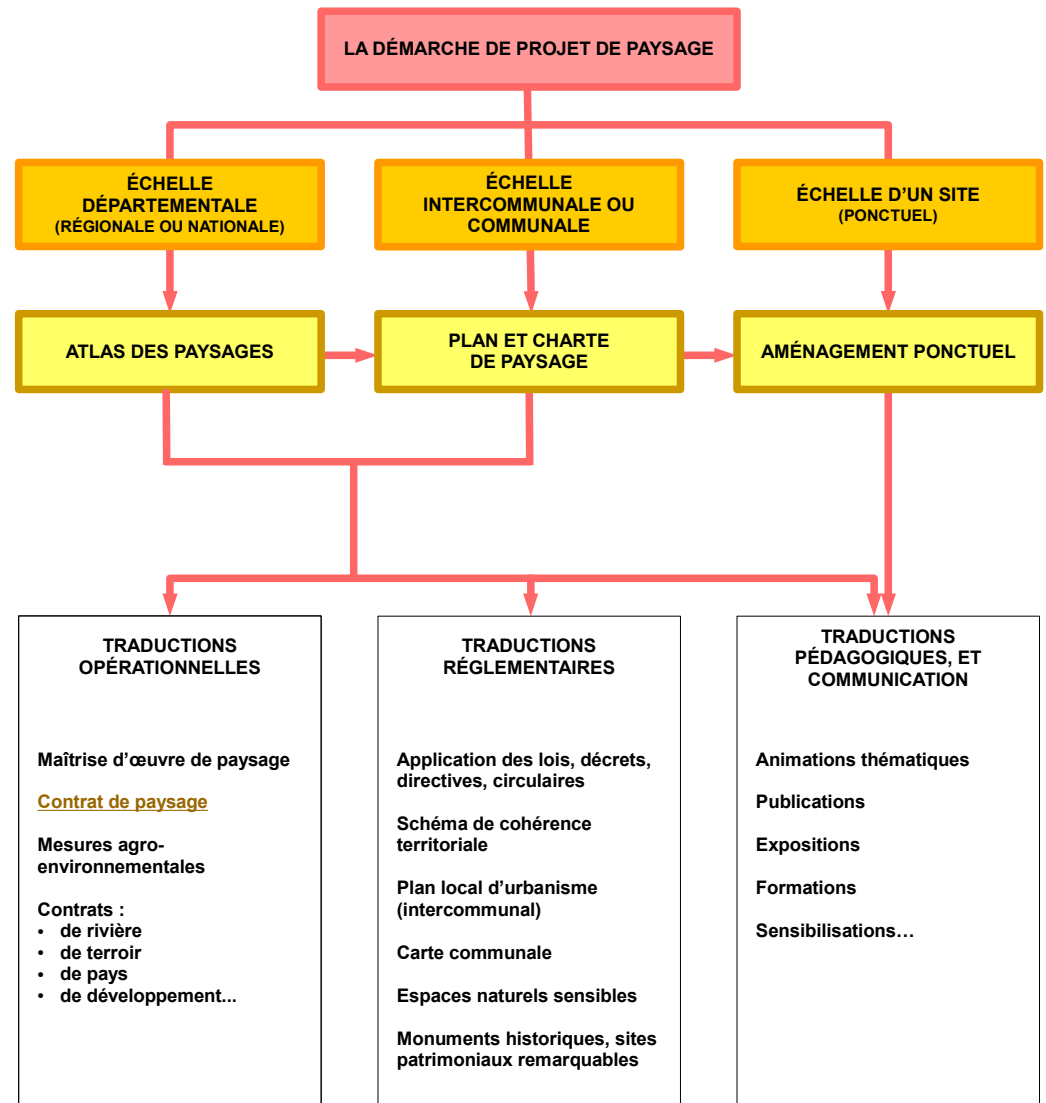 LA DÉMARCHE DE PROJET DE PAYSAGE
ÉCHELLE
DÉPARTEMENTALE
(RÉGIONALE OU NATIONALE)
ÉCHELLE
INTERCOMMUNALE OU
COMMUNALE
ÉCHELLE D’UN SITE
(PONCTUEL)
ATLAS DES PAYSAGES
PLAN ET CHARTE
DE PAYSAGE
AMÉNAGEMENT PONCTUEL
TRADUCTIONS
OPÉRATIONNELLES
Maîtrise d’œuvre de paysage
Contrat de paysage
Mesures agro-
environnementales
Contrats :
• de rivière
• de terroir
• de pays
• de développement...
TRADUCTIONS
RÉGLEMENTAIRES
Application des lois, décrets,
directives, circulaires
Schéma de cohérence
territoriale
Plan local d’urbanisme
(intercommunal)
Carte communale
Espaces naturels sensibles
Monuments historiques, sites
patrimoniaux remarquables
TRADUCTIONS
PÉDAGOGIQUES, ET
COMMUNICATION
Animations thématiques
Publications
Expositions
Formations
Sensibilisations…